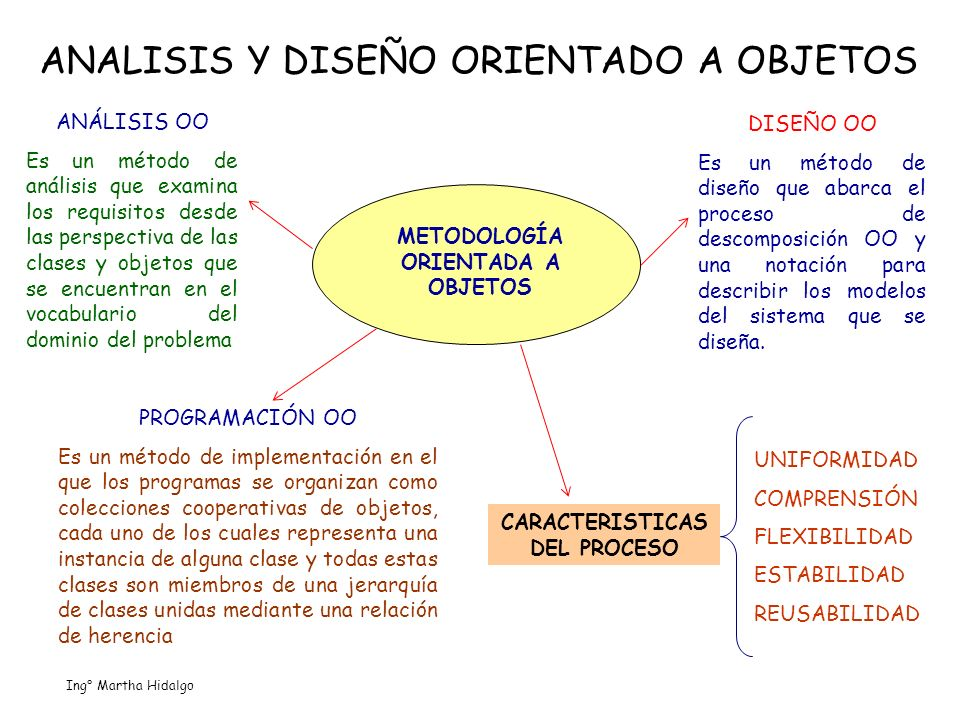 ANALISIS Y DISEÑO ORIENTADO A OBJETOS
ANÁLISIS OO
Es un método de
análisis que examina
los requisitos desde
las perspectiva de las
clases y objetos que
se encuentran en el
vocabulario del
dominio del problema
DISEÑO OO
Es un método de
diseño que abarca el
proceso de
descomposición OO y
una notación para
describir los modelos
del sistema que se
diseña.
METODOLOGÍA
ORIENTADA A
OBJETOS
PROGRAMACIÓN OO
Es un método de implementación en el
que los programas se organizan como
colecciones cooperativas de objetos,
cada uno de los cuales representa una
instancia de alguna clase y todas estas
clases son miembros de una jerarquía
de clases unidas mediante una relación
de herencia
CARACTERISTICAS
DEL PROCESO
UNIFORMIDAD
COMPRENSIÓN
FLEXIBILIDAD
ESTABILIDAD
REUSABILIDAD
Ing° Martha Hidalgo